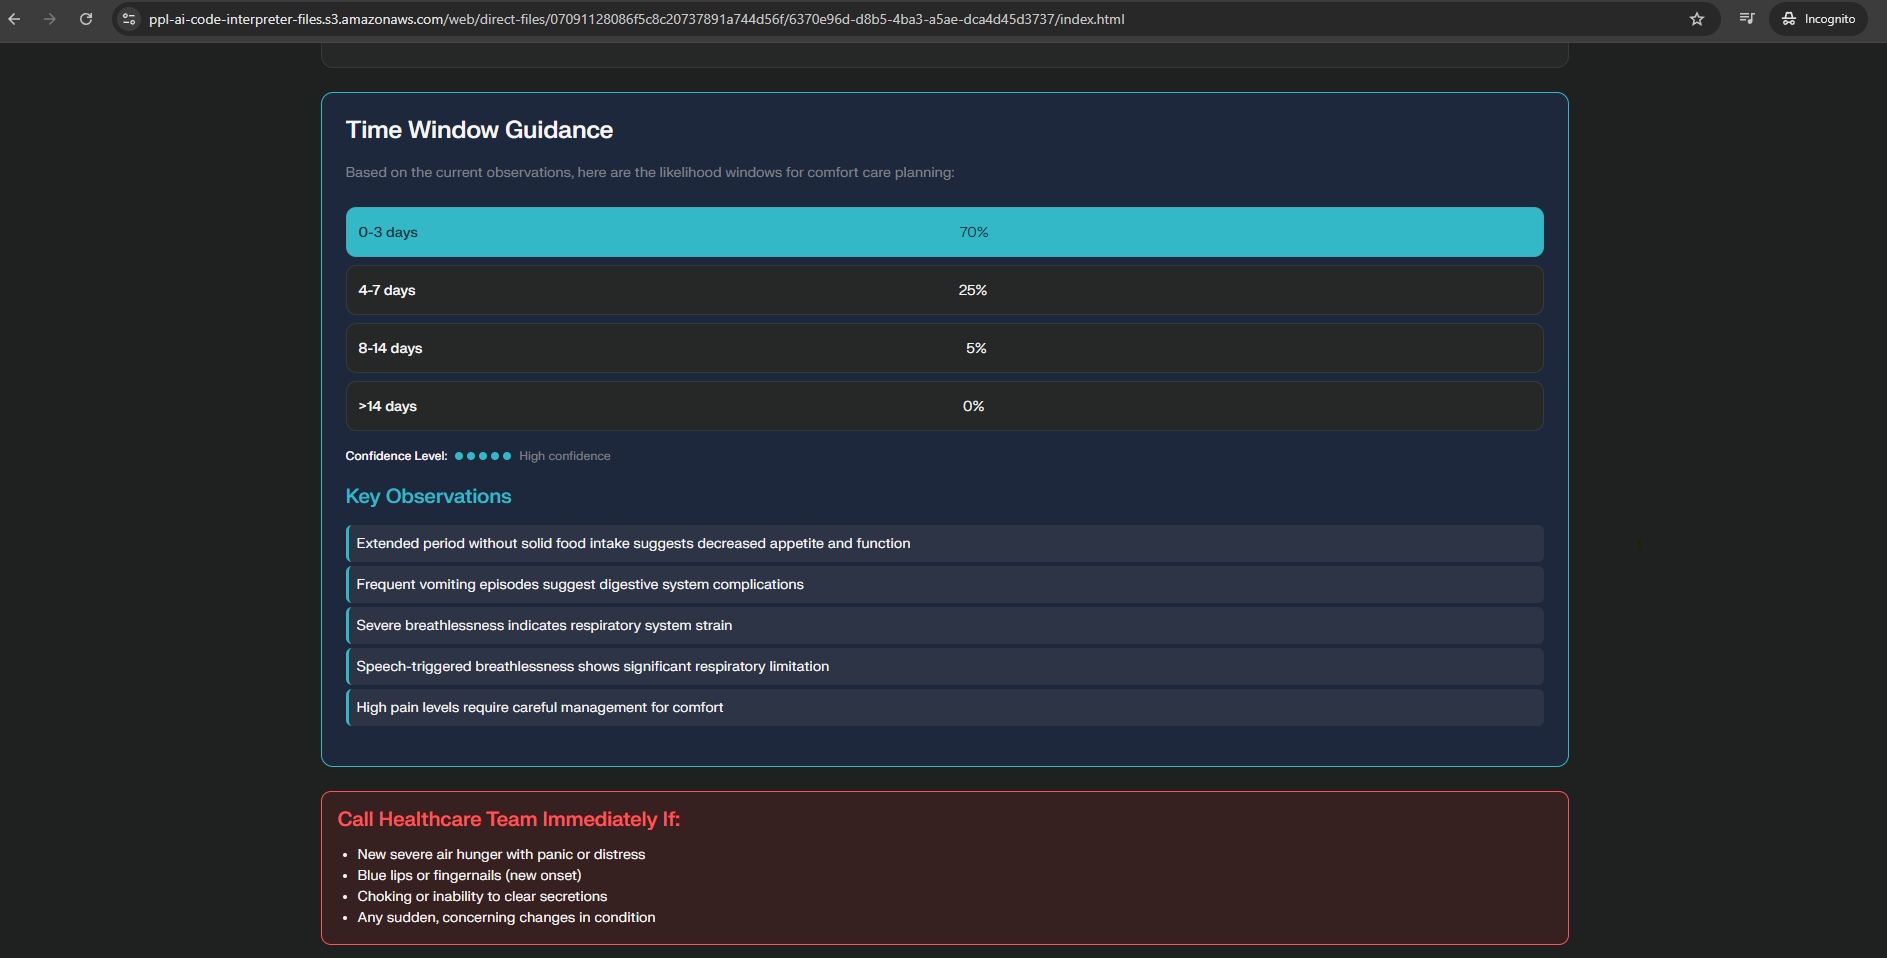 ppl-ai-code-interpreter-files.s3.amazonaws.com/web/direct-files/07091128086f5c8c20737891a744d56f/6370e96d-d8b5-4ba3-a5ae-dca4d45d3737/index.html
Incognito
Time Window Guidance
Based on the current observations, here are the likelihood windows for comfort care planning:
0-3 days 70%
4-7 days 25%
8-14 days 5%
>14 days 0%
Confidence Level: High confidence
Key Observations
Extended period without solid food intake suggests decreased appetite and function
Frequent vomiting episodes suggest digestive system complications
Severe breathlessness indicates respiratory system strain
Speech-triggered breathlessness shows significant respiratory limitation
High pain levels require careful management for comfort
Call Healthcare Team Immediately If:
• New severe air hunger with panic or distress
• Blue lips or fingernails (new onset)
• Choking or inability to clear secretions
• Any sudden, concerning changes in condition